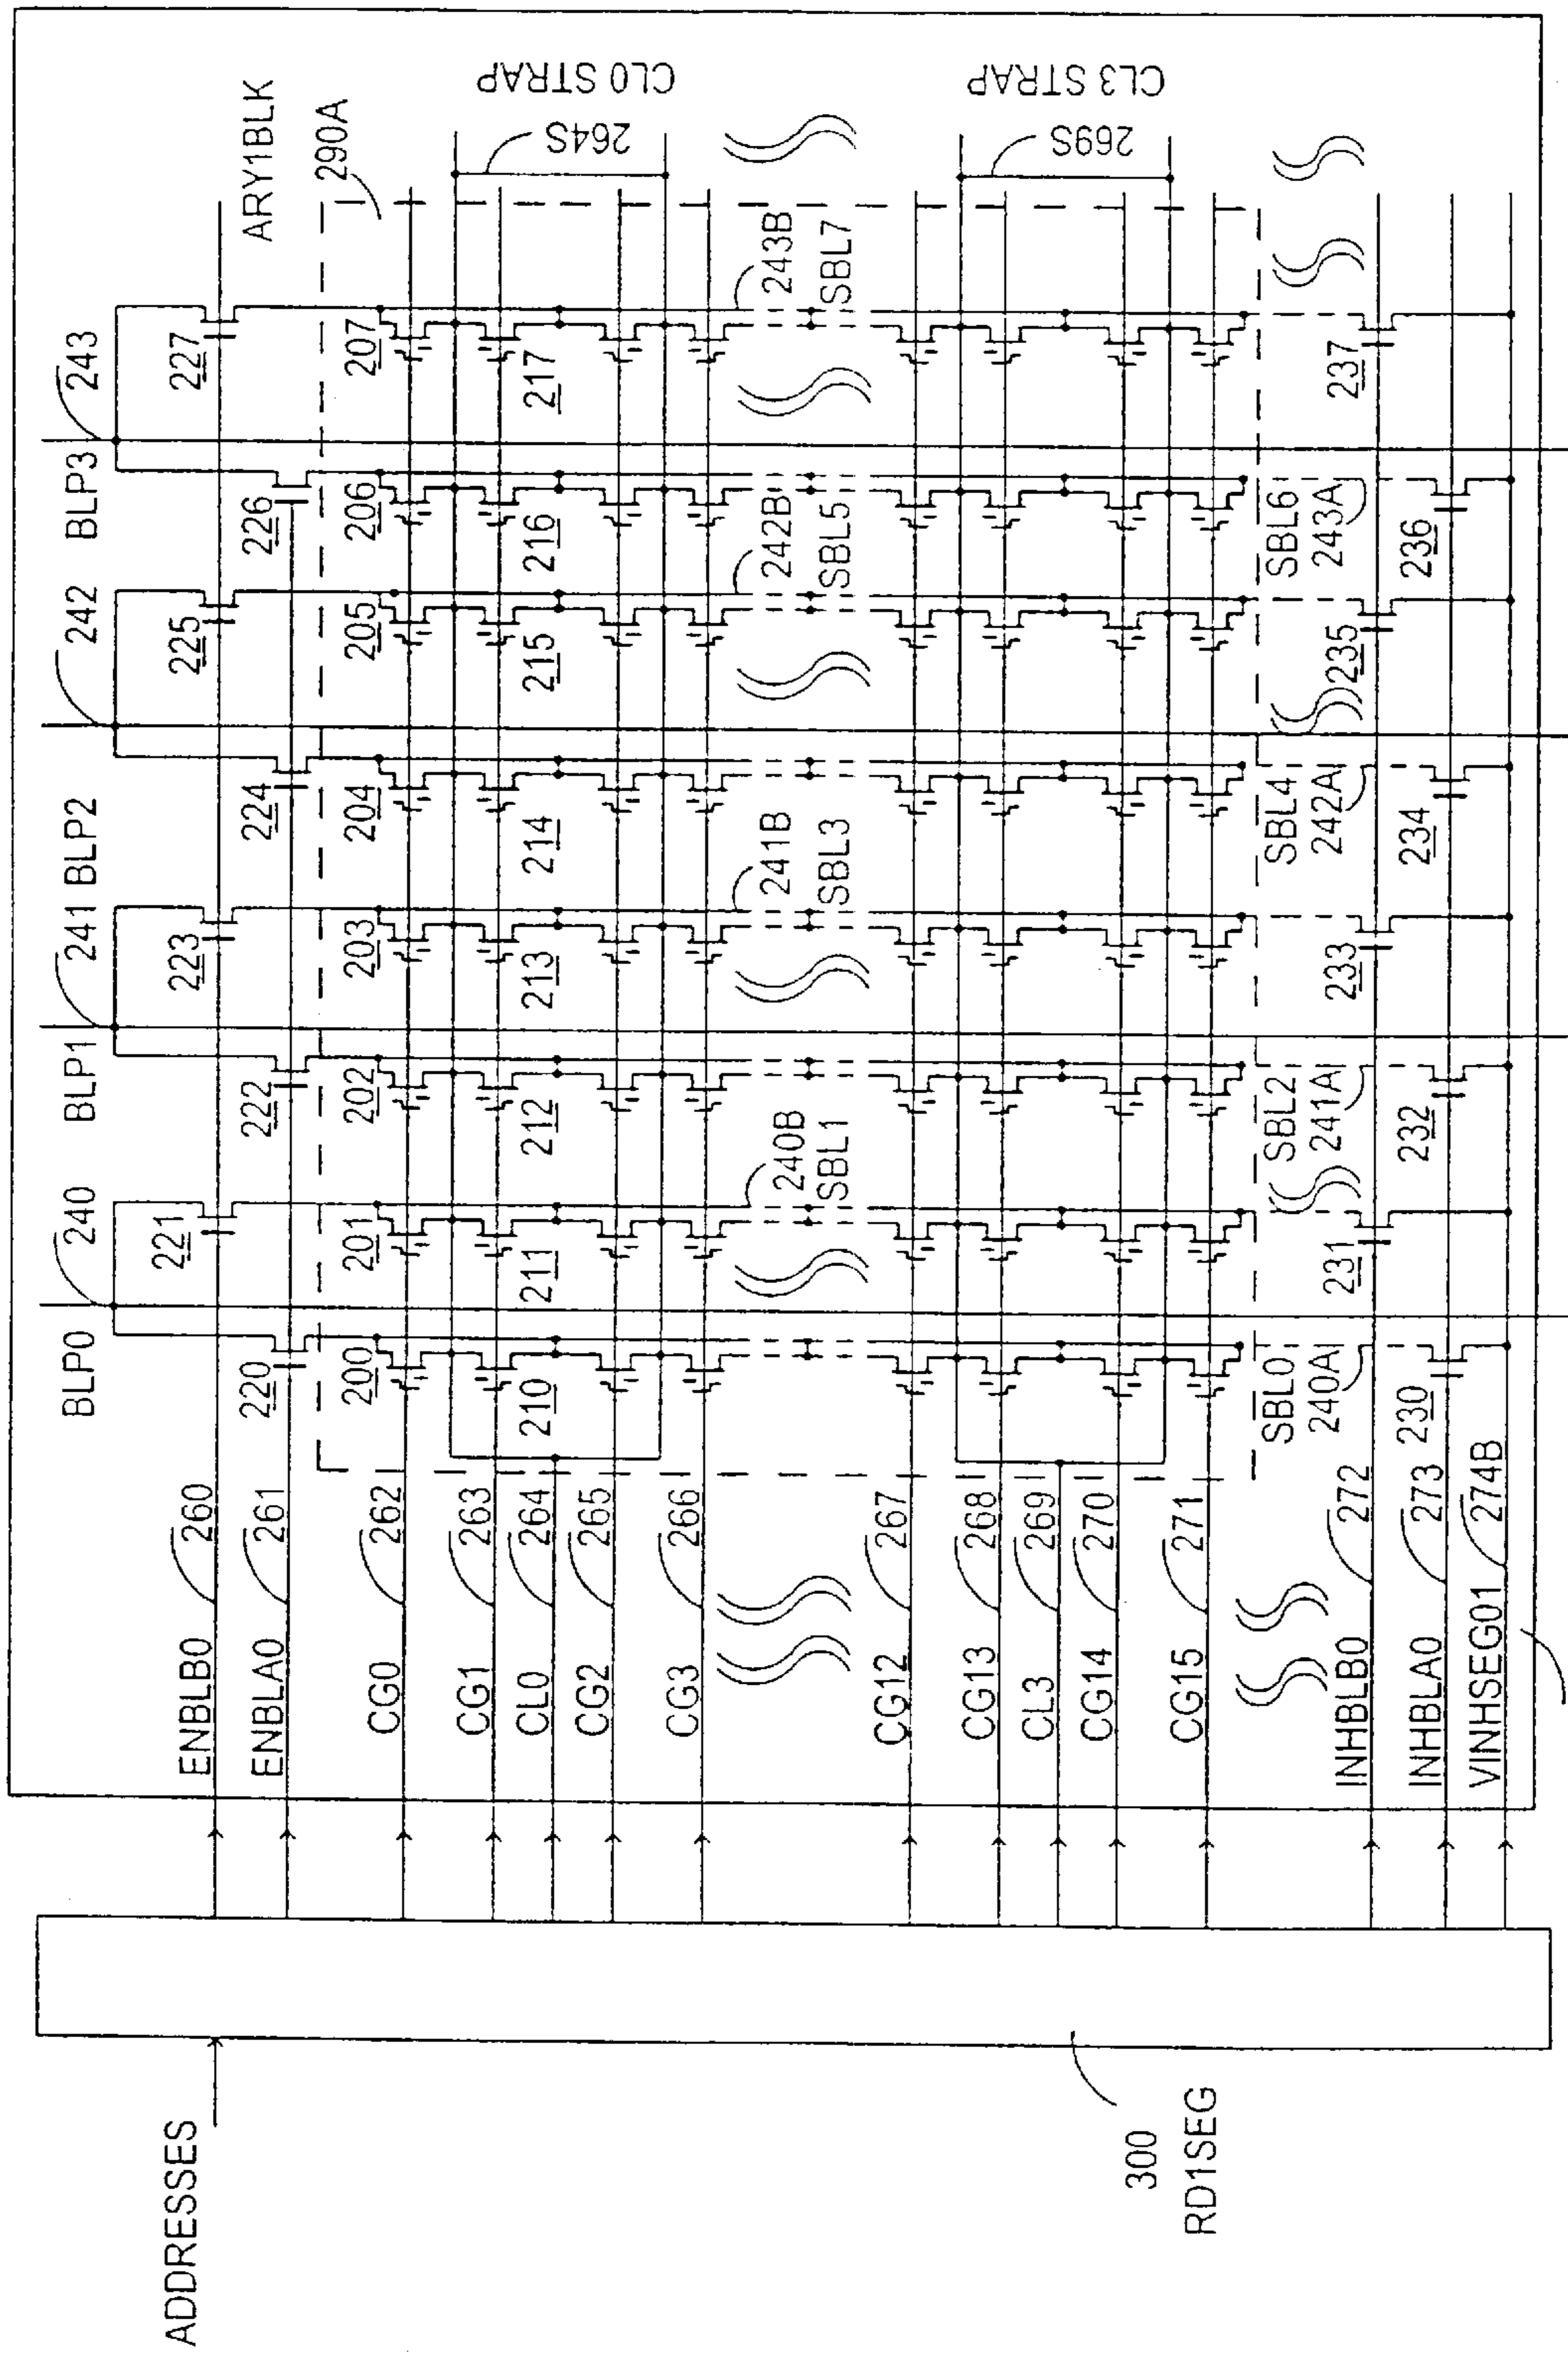 ADDRESSES
300
RD1SEG
BLP0 240 BLP1 241 BLP2 242 BLP3 243
ENBLB0 260 221 223 225 227
ENBLA0 261 220 222 224 226 ARY1BLK
290A
CG0 262 200 201 202 203 204 205 206 207
CG1 263
CL0 264 210 211 212 213 214 215 216 217 264S CL0 STRAP
CG2 265
CG3 266 240B 241B 242B 243B
SBL1 SBL3 SBL5 SBL7
CG12 267
CG13 268
CL3 269 269S CL3 STRAP
CG14 270
CG15 271
SBL0 SBL2 SBL4 SBL6
240A 241A 242A 243A
INHBLB0 272 231 233 235 237
INHBLA0 273 230 232 234 236
VINHSEG01 274B